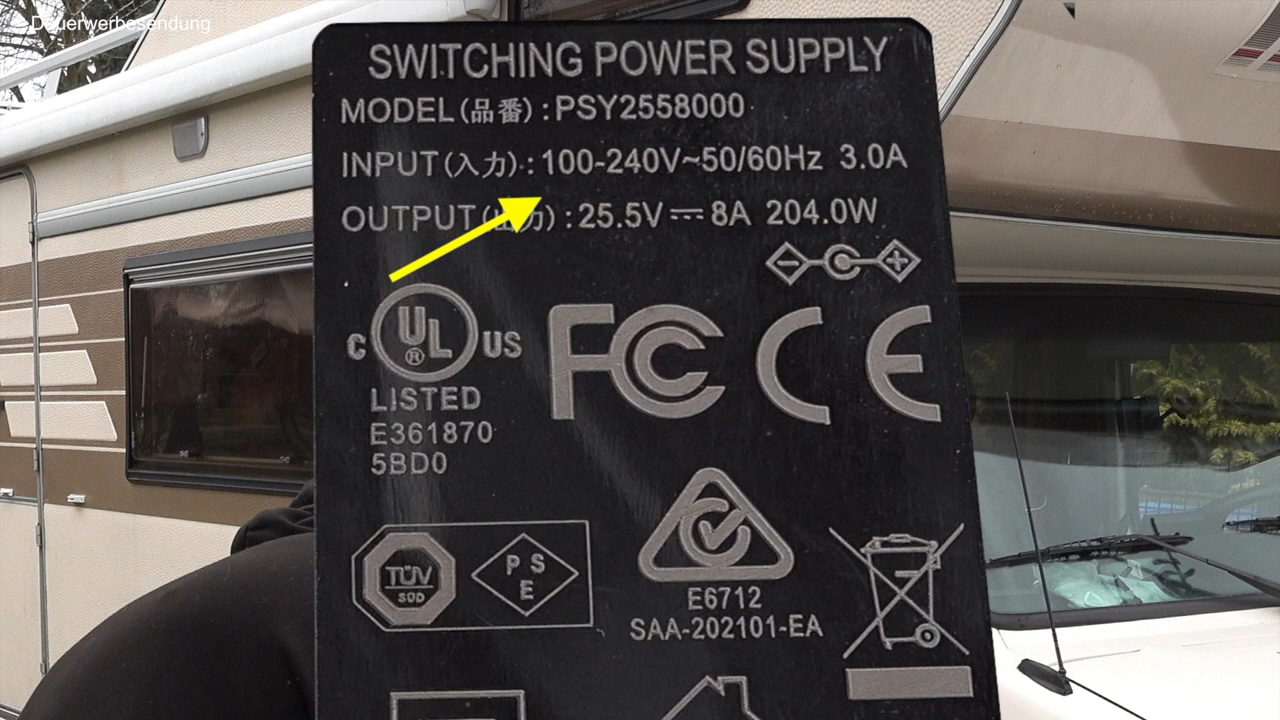 Dauerwerbesendung
SWITCHING POWER SUPPLY
MODEL(品番):PSY2558000
INPUT(入力):100-240V~50/60Hz 3.0A
OUTPUT(出力):25.5V⎓8A 204.0W
C UL® US
LISTED
E361870
5BD0
FC CE
TÜV
SÜD
PS
E
E6712
SAA-202101-EA